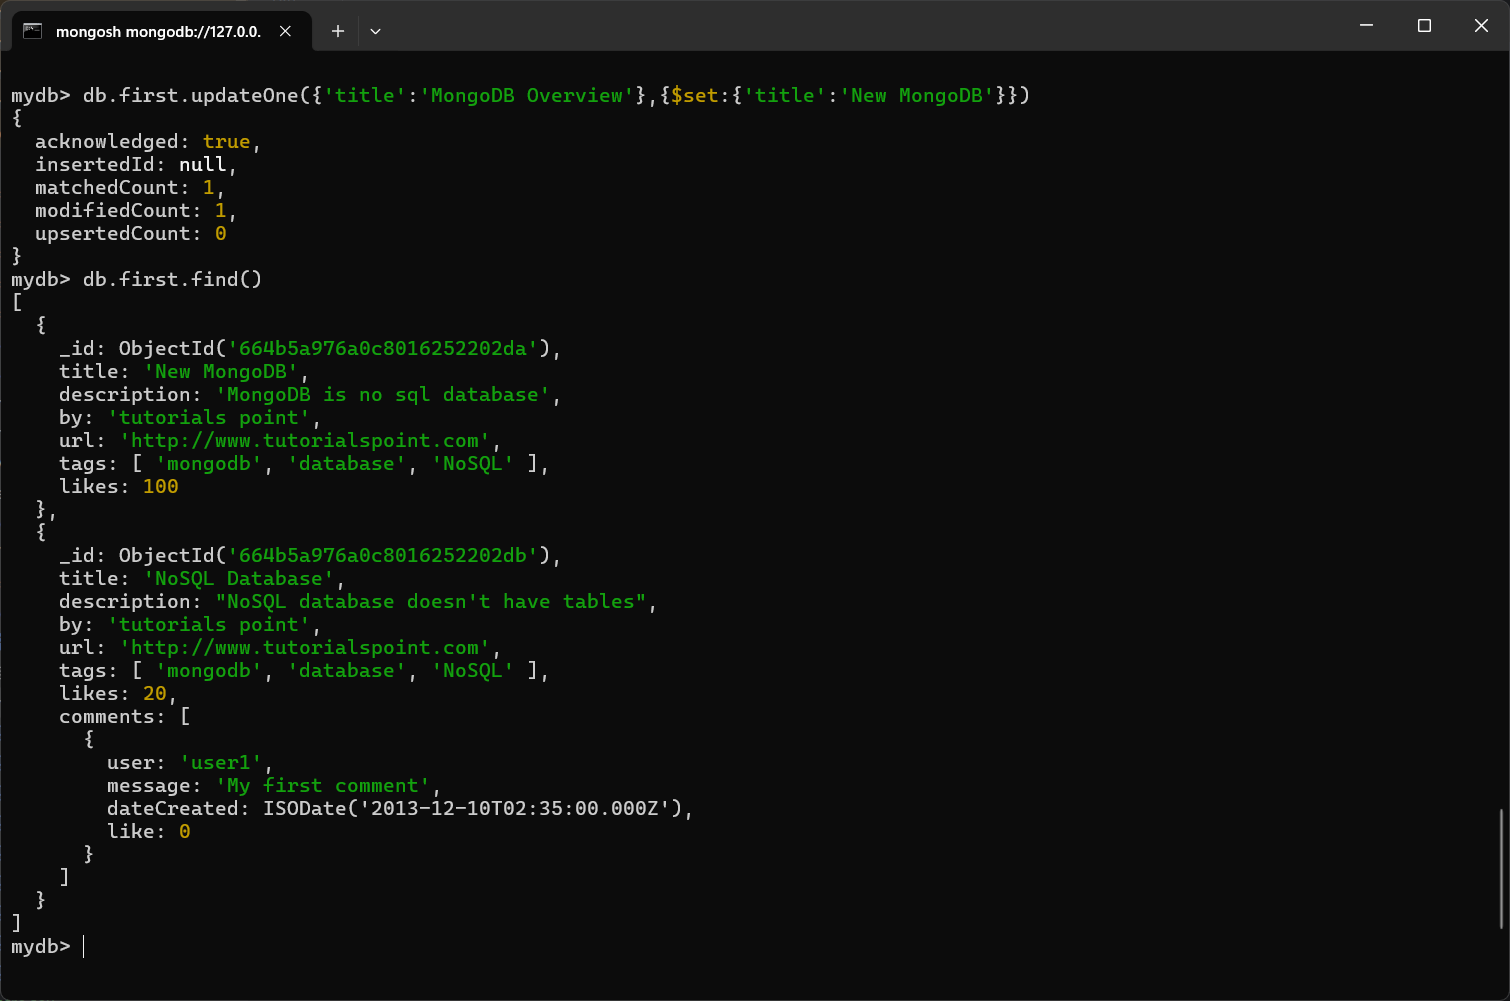 mongosh mongodb://127.0.0.
mydb> db.first.updateOne({'title':'MongoDB Overview'},{$set:{'title':'New MongoDB'}})
{
  acknowledged: true,
  insertedId: null,
  matchedCount: 1,
  modifiedCount: 1,
  upsertedCount: 0
}
mydb> db.first.find()
[
  {
    _id: ObjectId('664b5a976a0c8016252202da'),
    title: 'New MongoDB',
    description: 'MongoDB is no sql database',
    by: 'tutorials point',
    url: 'http://www.tutorialspoint.com',
    tags: [ 'mongodb', 'database', 'NoSQL' ],
    likes: 100
  },
  {
    _id: ObjectId('664b5a976a0c8016252202db'),
    title: 'NoSQL Database',
    description: "NoSQL database doesn't have tables",
    by: 'tutorials point',
    url: 'http://www.tutorialspoint.com',
    tags: [ 'mongodb', 'database', 'NoSQL' ],
    likes: 20,
    comments: [
      {
        user: 'user1',
        message: 'My first comment',
        dateCreated: ISODate('2013-12-10T02:35:00.000Z'),
        like: 0
      }
    ]
  }
]
mydb>